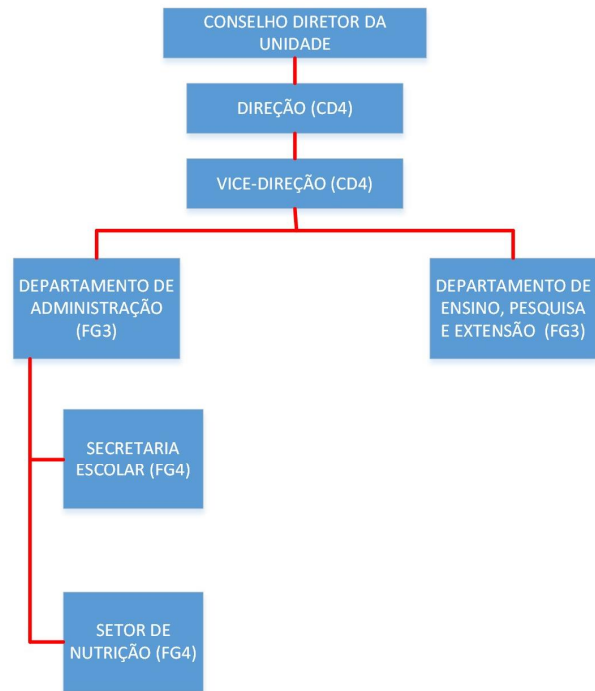 CONSELHO DIRETOR DA
UNIDADE
DIREÇÃO (CD4)
VICE-DIREÇÃO (CD4)
DEPARTAMENTO DE
ADMINISTRAÇÃO
(FG3)
DEPARTAMENTO DE
ENSINO, PESQUISA
E EXTENSÃO (FG3)
SECRETARIA
ESCOLAR (FG4)
SETOR DE
NUTRIÇÃO (FG4)